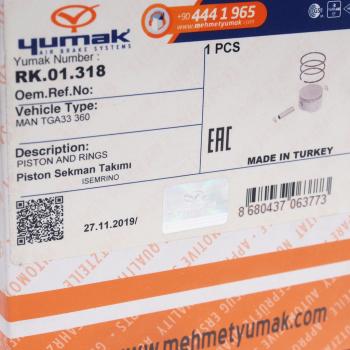 yumak
AIR BRAKE SYSTEMS
+90 444 1 965
www.mehmetyumak.com
Yumak Number :
RK.01.318
1 PCS
Oem.Ref.No:
Vehicle Type:
MAN TGA33 360
Description:
PISTON AND RINGS
Piston Sekman Takımı
ISEMRINO
EAC
MADE IN TURKEY
27.11.2019/
8 680437 063773
www.mehmetyumak.com